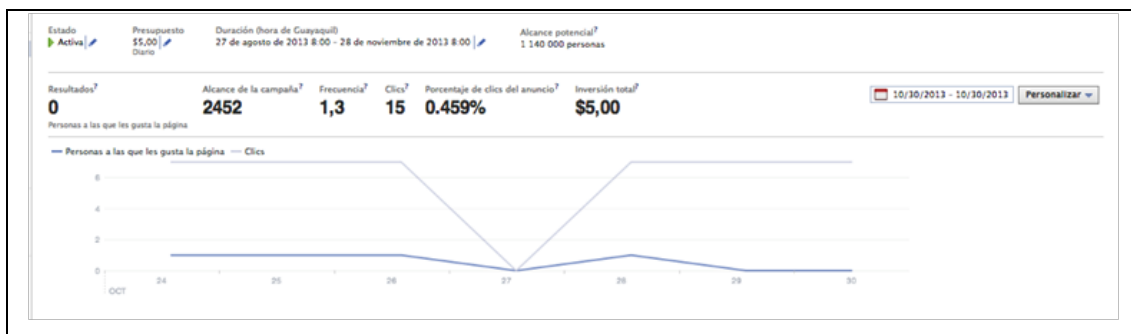 Estado Presupuesto Duración (hora de Guayaquil) Alcance potencial?
Activa $5,00 27 de agosto de 2013 8:00 - 28 de noviembre de 2013 8:00 1 140 000 personas
Diario
Resultados? Alcance de la campaña? Frecuencia? Clics? Porcentaje de clics del anuncio? Inversión total?
0 2452 1,3 15 0.459% $5,00 10/30/2013 - 10/30/2013 Personalizar
Personas a las que les gusta la página
Personas a las que les gusta la página Clics
6
4
2
0
24 25 26 27 28 29 30
OCT